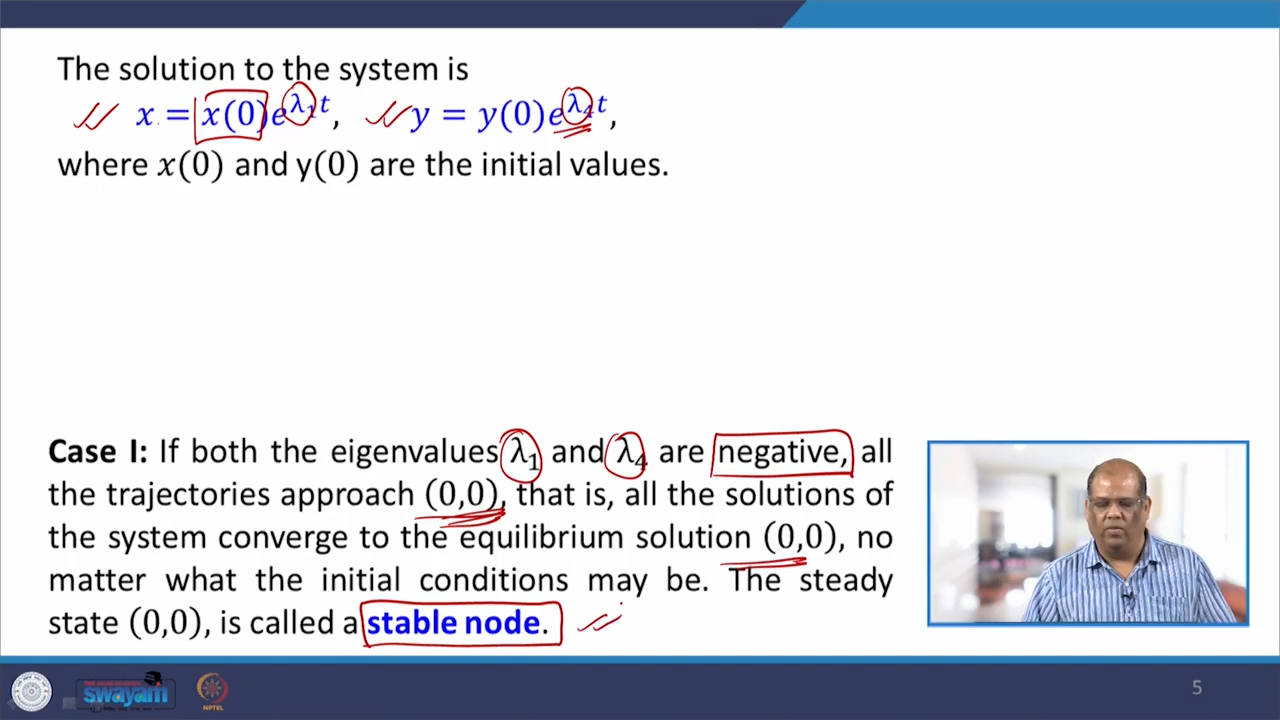 The solution to the system is
x = x(0)e^{λ₁t}, y = y(0)e^{λ₄t},
where x(0) and y(0) are the initial values.
Case I: If both the eigenvalues λ₁ and λ₄ are negative, all
the trajectories approach (0,0), that is, all the solutions of
the system converge to the equilibrium solution (0,0), no
matter what the initial conditions may be. The steady
state (0,0), is called a stable node.
swayam
NPTEL
5